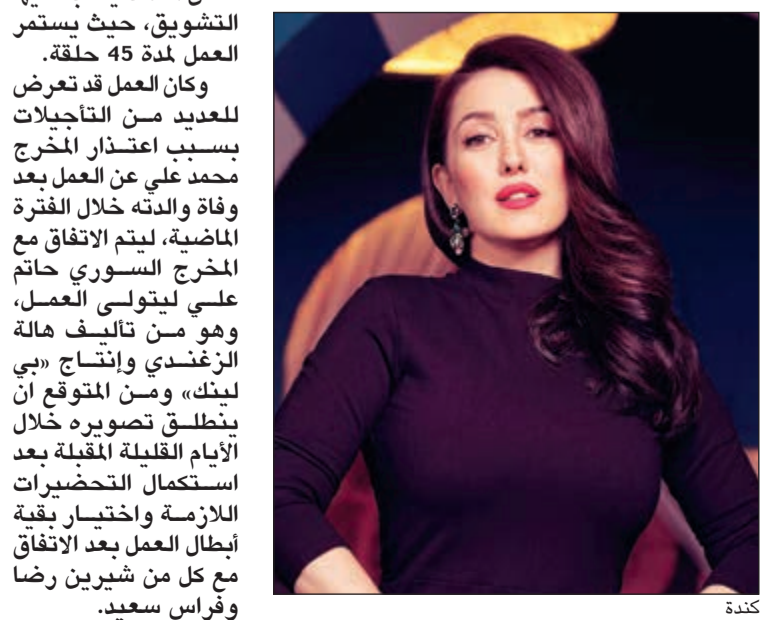 التشويق، حيث يستمر
العمل لمدة 45 حلقة.
وكان العمل قد تعرض
للعديد من التأجيلات
بسبب اعتذار المخرج
محمد علي عن العمل بعد
وفاة والدته خلال الفترة
الماضية، ليتم الاتفاق مع
المخرج السوري حاتم
علي ليتولى العمل،
وهو من تأليف هالة
الزغندي وإنتاج «بي
لينك» ومن المتوقع ان
ينطلق تصويره خلال
الأيام القليلة المقبلة بعد
استكمال التحضيرات
اللازمة واختيار بقية
أبطال العمل بعد الاتفاق
مع كل من شيرين رضا
وفراس سعيد.
كندة